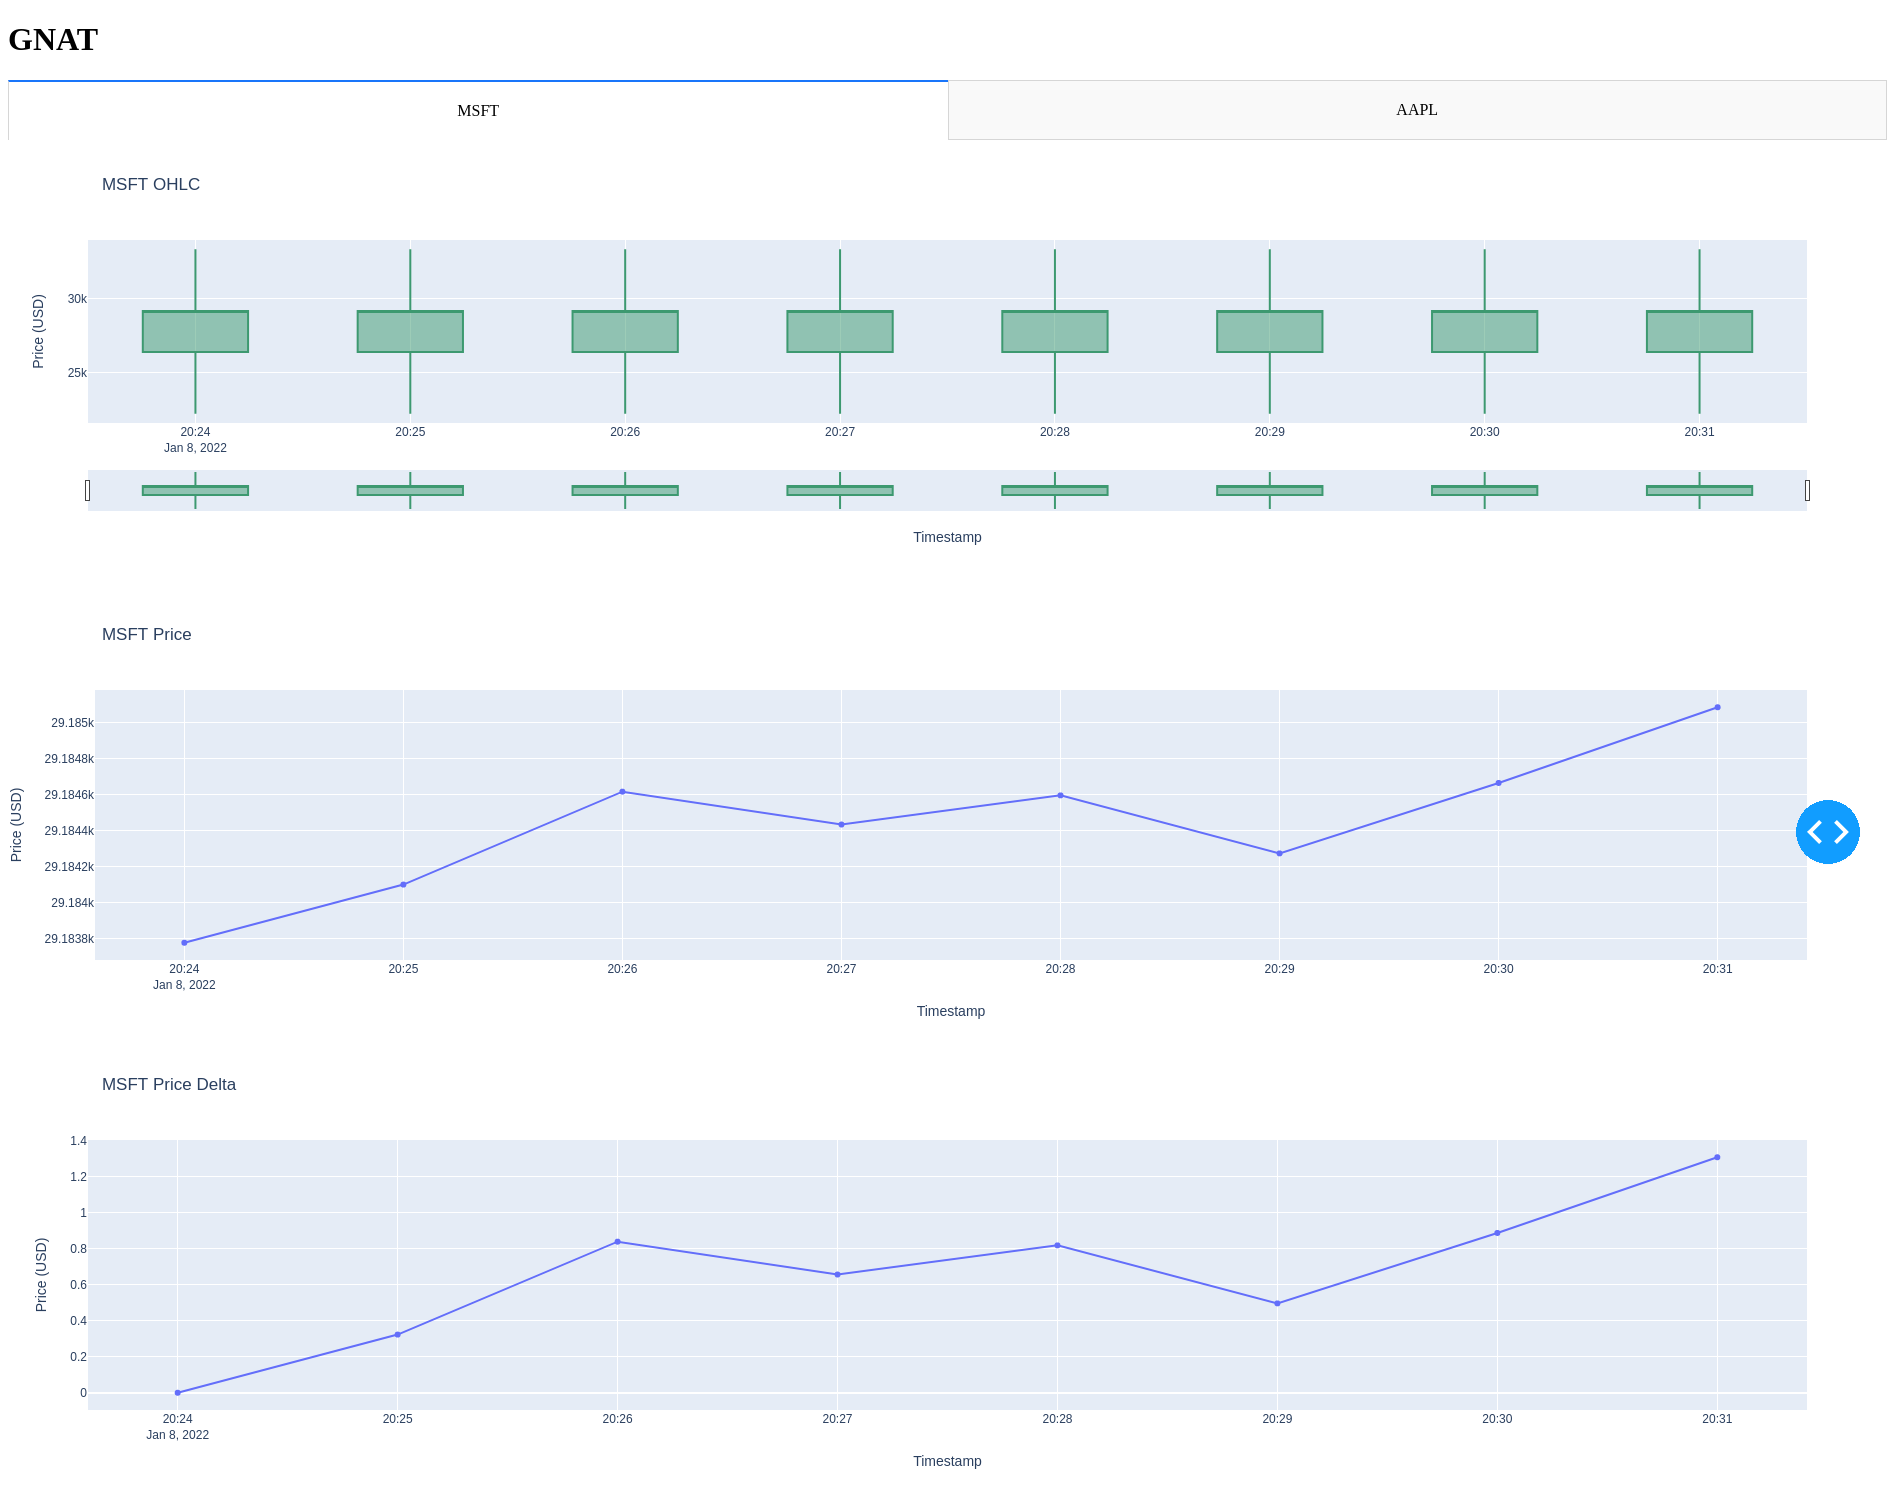 GNAT
MSFT
AAPL
MSFT OHLC
Price (USD)
30k
25k
20:24 20:25 20:26 20:27 20:28 20:29 20:30 20:31
Jan 8, 2022
Timestamp
MSFT Price
Price (USD)
29.185k
29.1848k
29.1846k
29.1844k
29.1842k
29.184k
29.1838k
20:24 20:25 20:26 20:27 20:28 20:29 20:30 20:31
Jan 8, 2022
Timestamp
MSFT Price Delta
Price (USD)
1.4
1.2
1
0.8
0.6
0.4
0.2
0
20:24 20:25 20:26 20:27 20:28 20:29 20:30 20:31
Jan 8, 2022
Timestamp